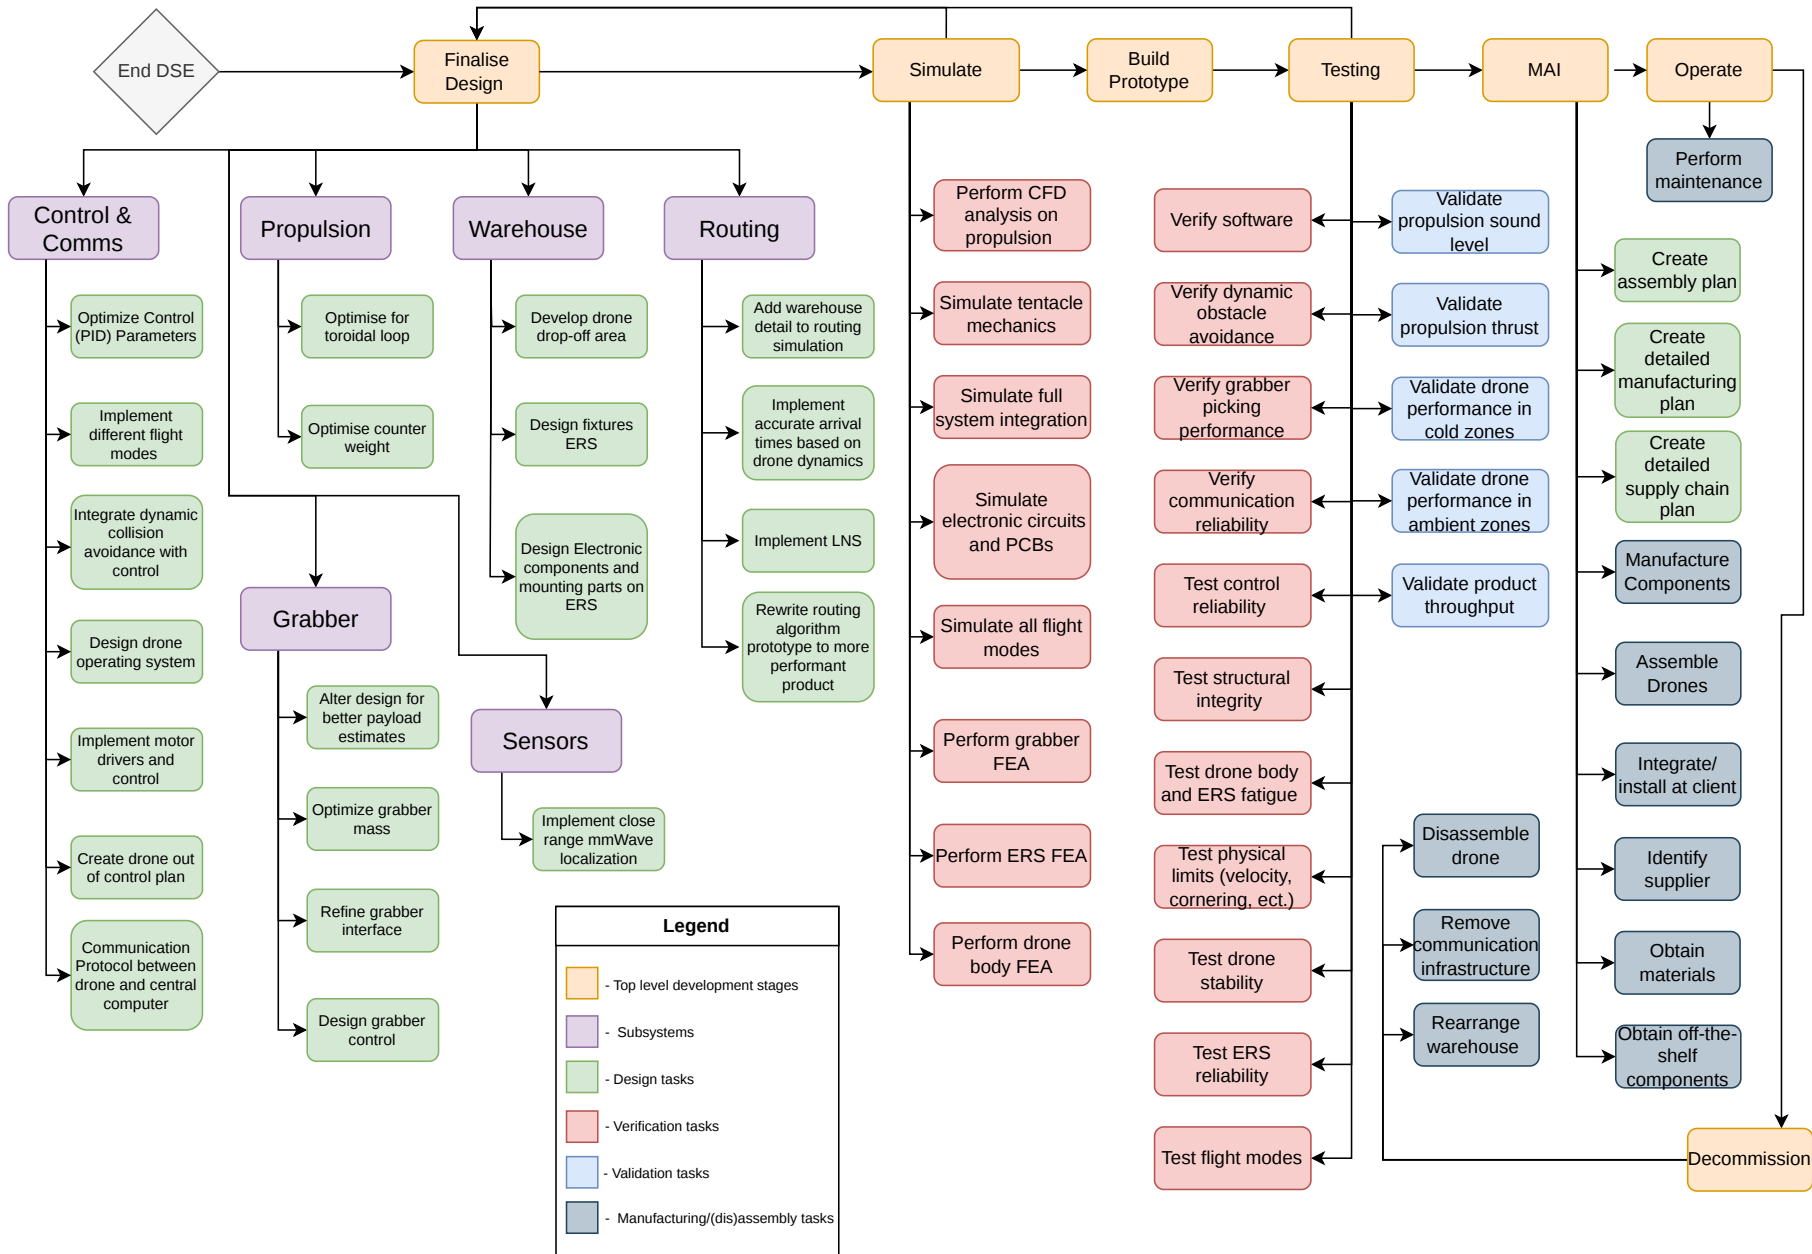 End DSE
Finalise
Design
Simulate
Build
Prototype
Testing
MAI
Operate
Perform
maintenance
Control &
Comms
Optimize Control
(PID) Parameters
Implement
different flight
modes
Integrate dynamic
collision
avoidance with
control
Design drone
operating system
Implement motor
drivers and
control
Create drone out
of control plan
Communication
Protocol between
drone and central
computer
Propulsion
Optimise for
toroidal loop
Optimise counter
weight
Grabber
Alter design for
better payload
estimates
Optimize grabber
mass
Refine grabber
interface
Design grabber
control
Warehouse
Develop drone
drop-off area
Design fixtures
ERS
Design Electronic
components and
mounting parts on
ERS
Sensors
Implement close
range mmWave
localization
Routing
Add warehouse
detail to routing
simulation
Implement
accurate arrival
times based on
drone dynamics
Implement LNS
Rewrite routing
algorithm
prototype to more
performant
product
Perform CFD
analysis on
propulsion
Simulate tentacle
mechanics
Simulate full
system integration
Simulate
electronic circuits
and PCBs
Simulate all flight
modes
Perform grabber
FEA
Perform ERS FEA
Perform drone
body FEA
Verify software
Verify dynamic
obstacle
avoidance
Verify grabber
picking
performance
Verify
communication
reliability
Test control
reliability
Test structural
integrity
Test drone body
and ERS fatigue
Test physical
limits (velocity,
cornering, ect.)
Test drone
stability
Test ERS
reliability
Test flight modes
Validate
propulsion sound
level
Validate
propulsion thrust
Validate drone
performance in
cold zones
Validate drone
performance in
ambient zones
Validate product
throughput
Create
assembly plan
Create
detailed
manufacturing
plan
Create
detailed
supply chain
plan
Manufacture
Components
Assemble
Drones
Integrate/
install at client
Identify
supplier
Obtain
materials
Obtain off-the-
shelf
components
Disassemble
drone
Remove
communication
infrastructure
Rearrange
warehouse
Decommission
Legend
- Top level development stages
- Subsystems
- Design tasks
- Verification tasks
- Validation tasks
- Manufacturing/(dis)assembly tasks